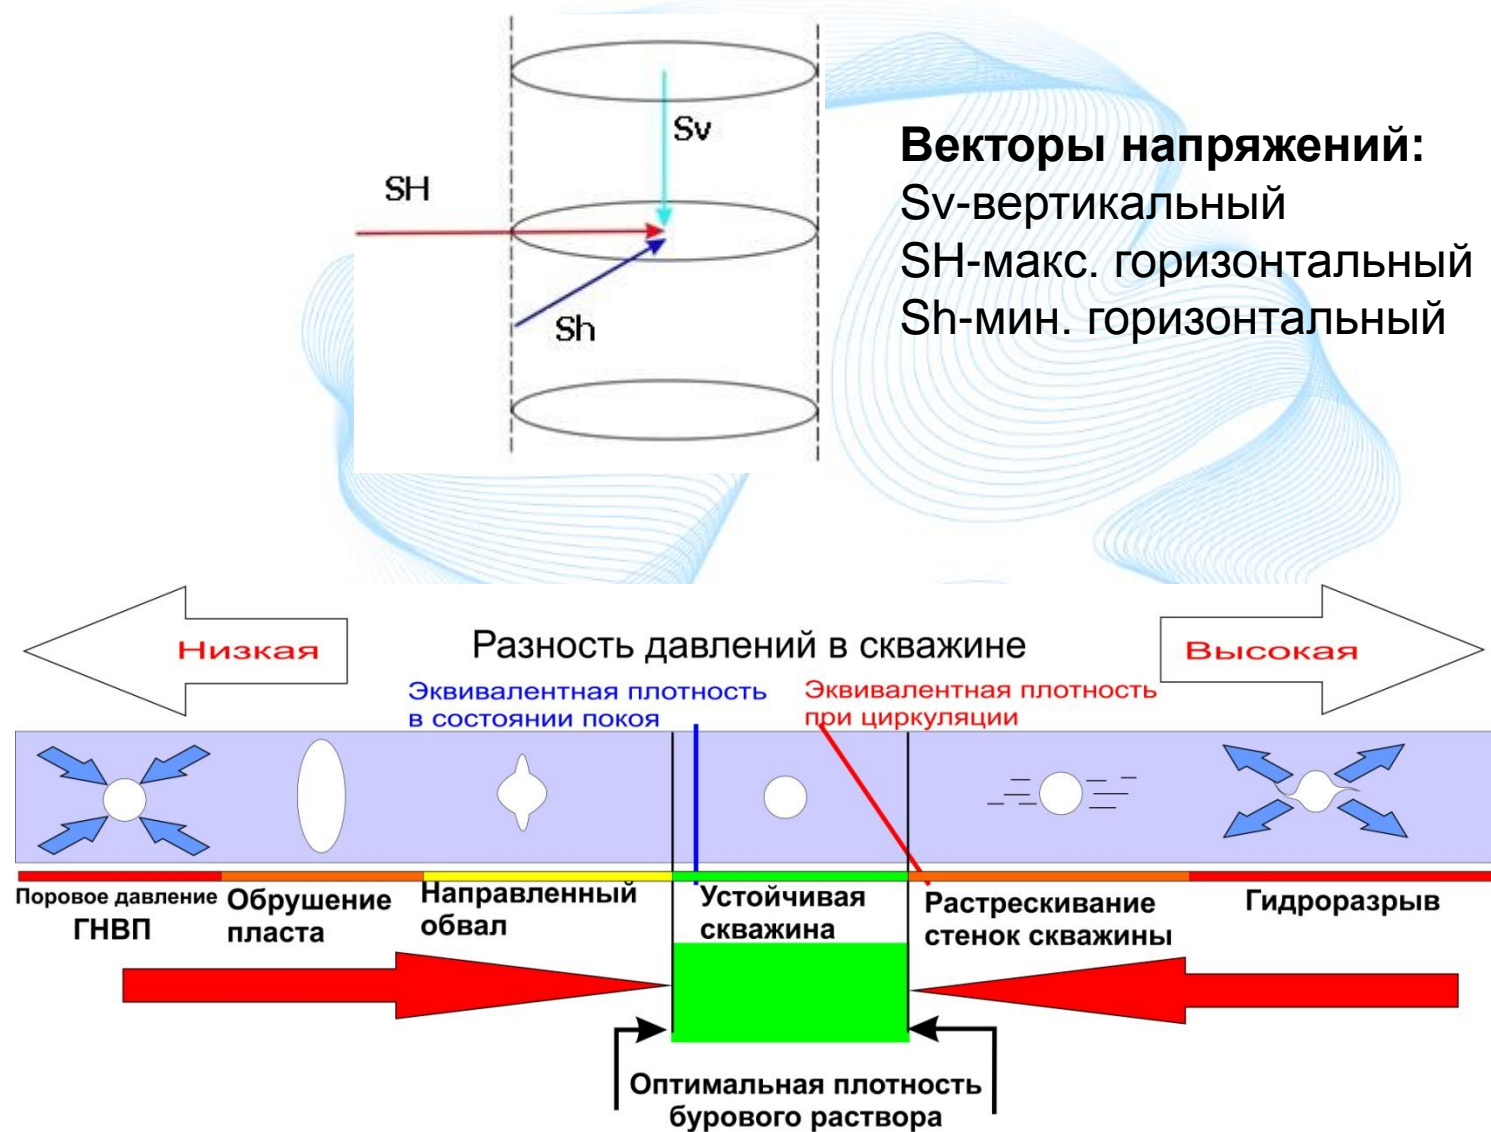 Sv
SH
Sh
Векторы напряжений:
Sv-вертикальный
SH-макс. горизонтальный
Sh-мин. горизонтальный
Низкая
Разность давлений в скважине
Высокая
Эквивалентная плотность
в состоянии покоя
Эквивалентная плотность
при циркуляции
Поровое давление
ГНВП
Обрушение
пласта
Направленный
обвал
Устойчивая
скважина
Растрескивание
стенок скважины
Гидроразрыв
Оптимальная плотность
бурового раствора